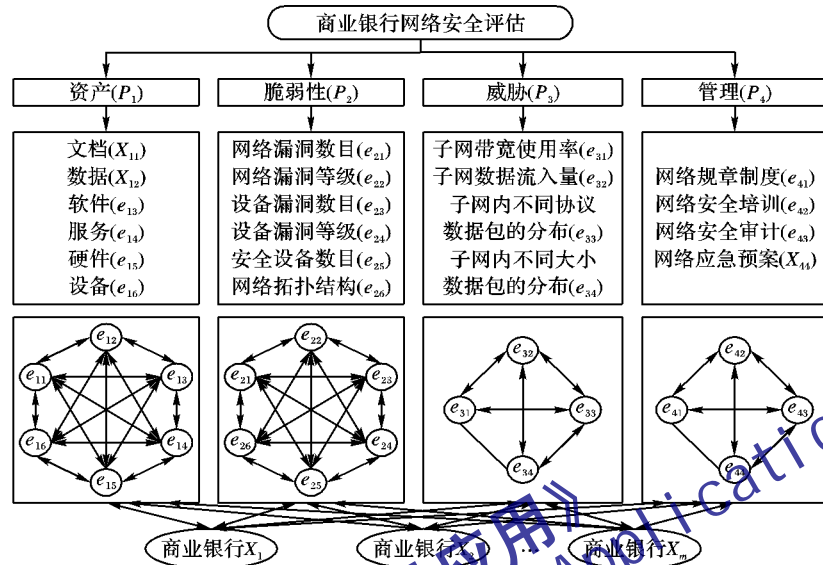 商业银行网络安全评估
资产(P₁)
脆弱性(P₂)
威胁(P₃)
管理(P₄)
文档(X₁₁)
数据(X₁₂)
软件(e₁₃)
服务(e₁₄)
硬件(e₁₅)
设备(e₁₆)
网络漏洞数目(e₂₁)
网络漏洞等级(e₂₂)
设备漏洞数目(e₂₃)
设备漏洞等级(e₂₄)
安全设备数目(e₂₅)
网络拓扑结构(e₂₆)
子网带宽使用率(e₃₁)
子网数据流入量(e₃₂)
子网内不同协议
数据包的分布(e₃₃)
子网内不同大小
数据包的分布(e₃₄)
网络规章制度(e₄₁)
网络安全培训(e₄₂)
网络安全审计(e₄₃)
网络应急预案(X₄₄)
e₁₂
e₁₁
e₁₃
e₁₆
e₁₄
e₁₅
e₂₂
e₂₁
e₂₃
e₂₆
e₂₄
e₂₅
e₃₂
e₃₁
e₃₃
e₃₄
e₄₂
e₄₁
e₄₃
e₄₄
商业银行X₁
商业银行X₂
…
商业银行Xₘ
应用》
Applicatio